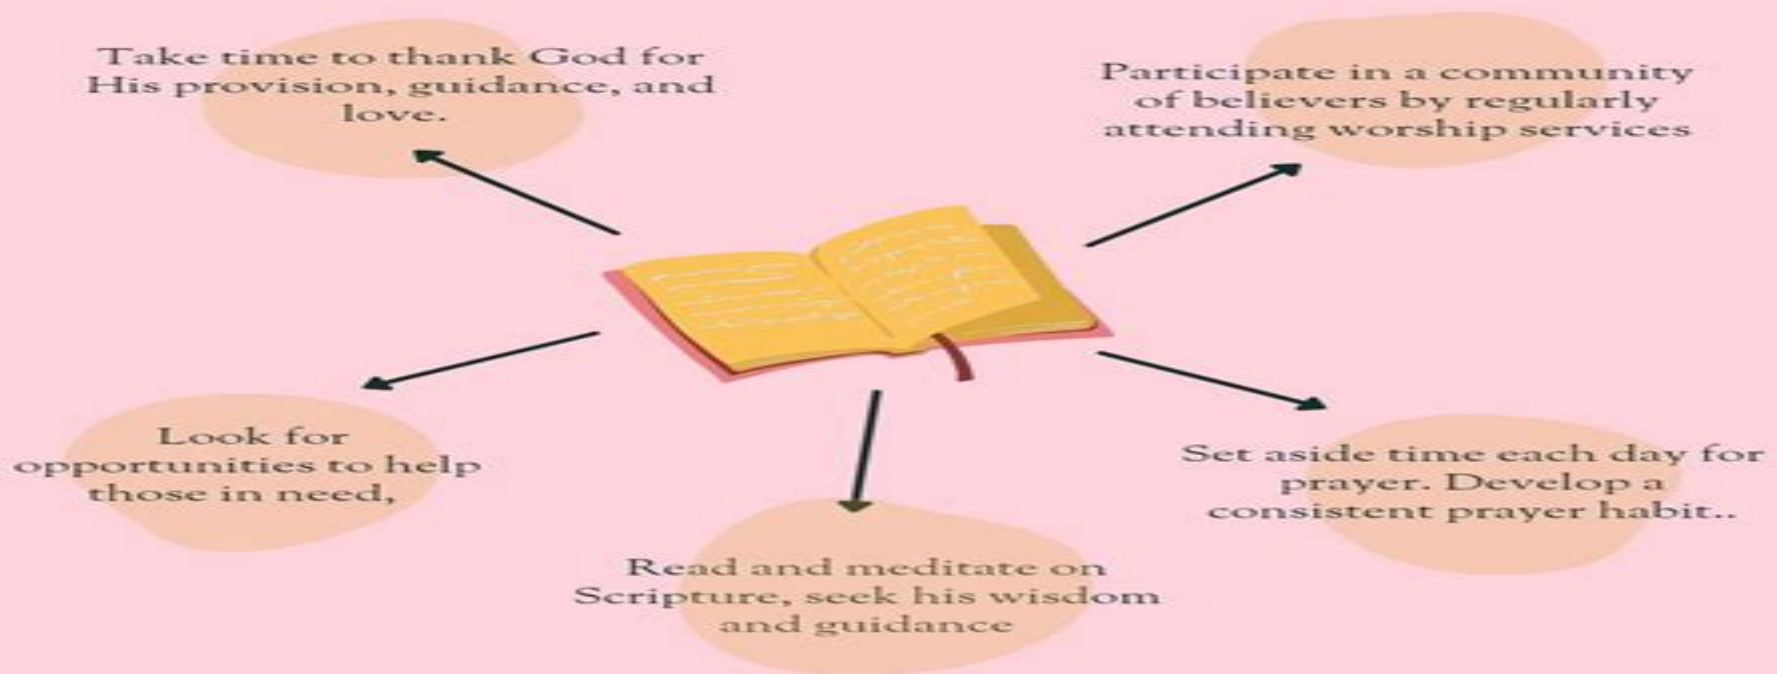 Take time to thank God for
His provision, guidance, and
love.
Participate in a community
of believers by regularly
attending worship services
Look for
opportunities to help
those in need,
Set aside time each day for
prayer. Develop a
consistent prayer habit..
Read and meditate on
Scripture, seek his wisdom
and guidance